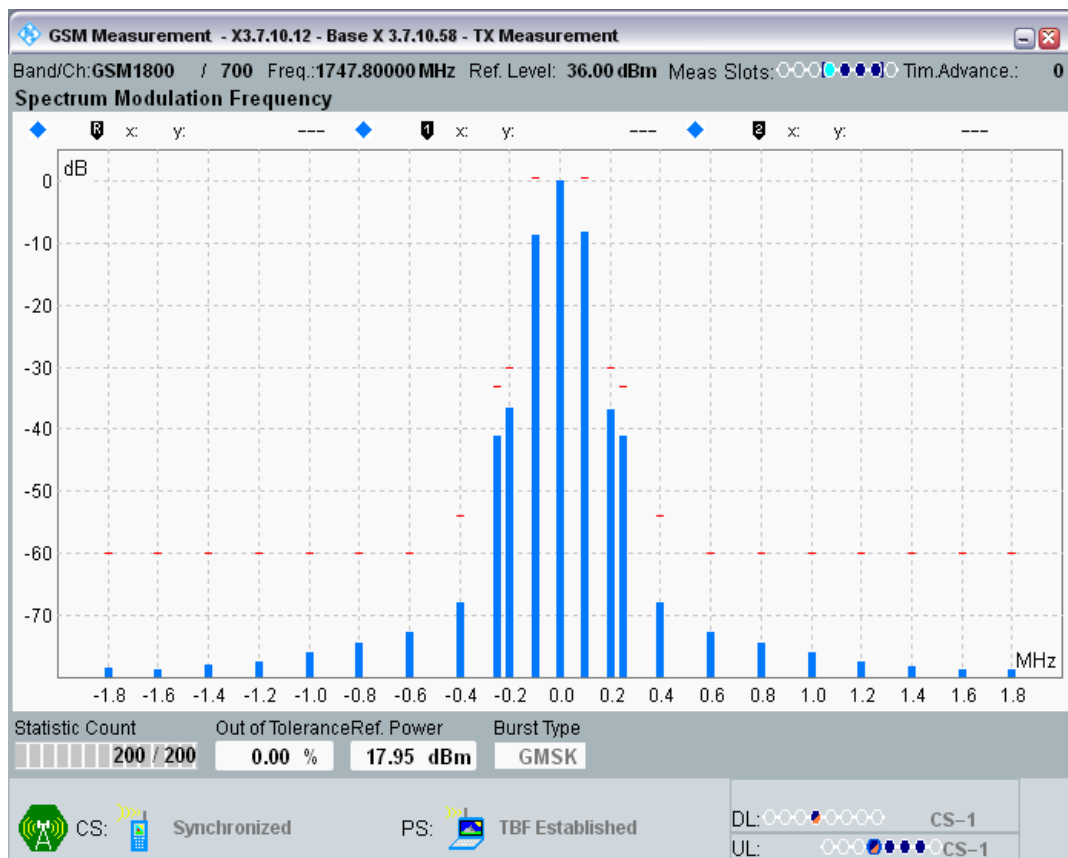 GSM Measurement - X3.7.10.12 - Base X 3.7.10.58 - TX Measurement
Band/Ch:GSM1800 / 700 Freq.:1747.80000 MHz Ref. Level: 36.00 dBm Meas Slots: Tim.Advance.: 0
Spectrum Modulation Frequency
R x: y: --- 1 x: y: --- 2 x: y: ---
dB
0
-10
-20
-30
-40
-50
-60
-70
MHz
-1.8 -1.6 -1.4 -1.2 -1.0 -0.8 -0.6 -0.4 -0.2 0.0 0.2 0.4 0.6 0.8 1.0 1.2 1.4 1.6 1.8
Statistic Count Out of Tolerance Ref. Power Burst Type
200 / 200 0.00 % 17.95 dBm GMSK
CS: Synchronized PS: TBF Established
DL: CS-1
UL: CS-1